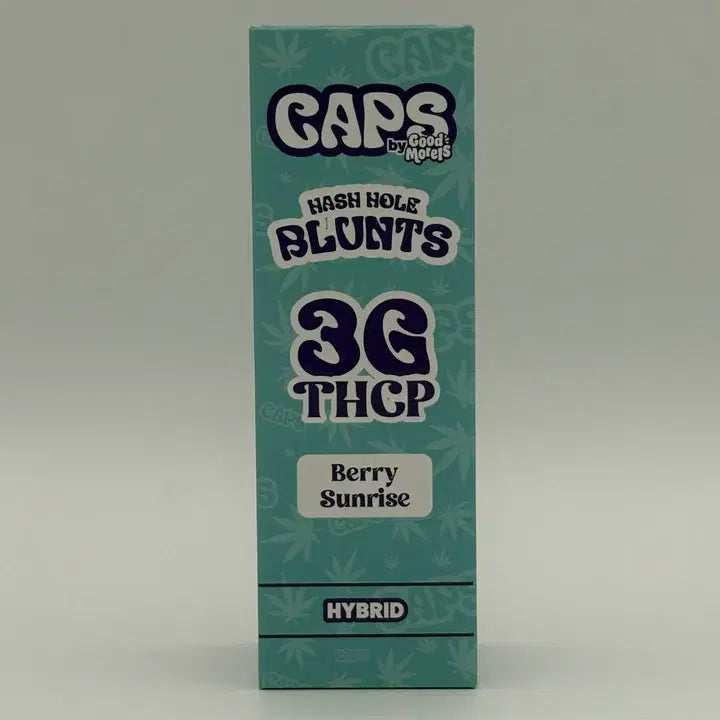 CAPS
by Good
Morels
HASH HOLE
BLUNTS
3G
THCP
Berry
Sunrise
HYBRID